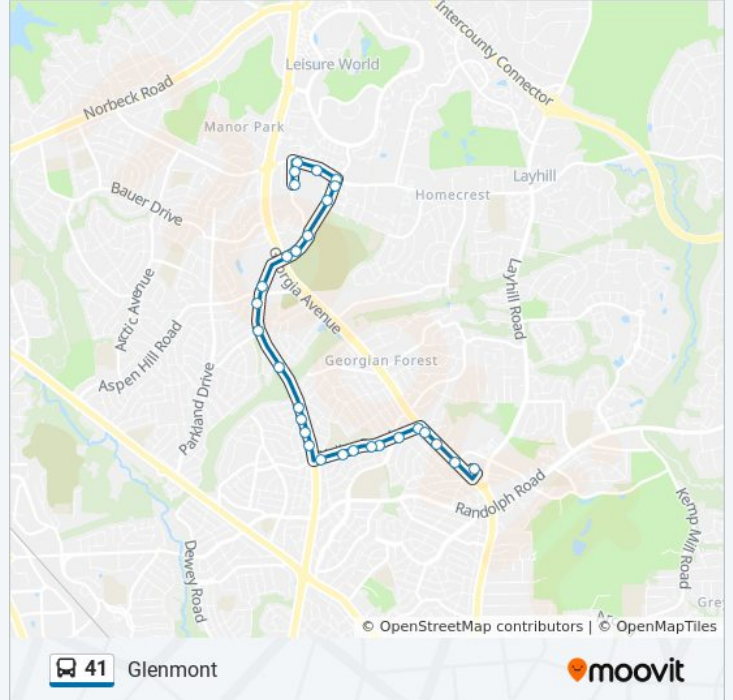 Intercounty Connector
Leisure World
Norbeck Road
Manor Park
Layhill
Bauer Drive
Homecrest
Georgia Avenue
Layhill Road
Arctic Avenue
Aspen Hill Road
Georgian Forest
Parkland Drive
Randolph Road
Kemp Mill Road
Dewey Road
Gre
© OpenStreetMap contributors | © OpenMapTiles
41 Glenmont
moovit